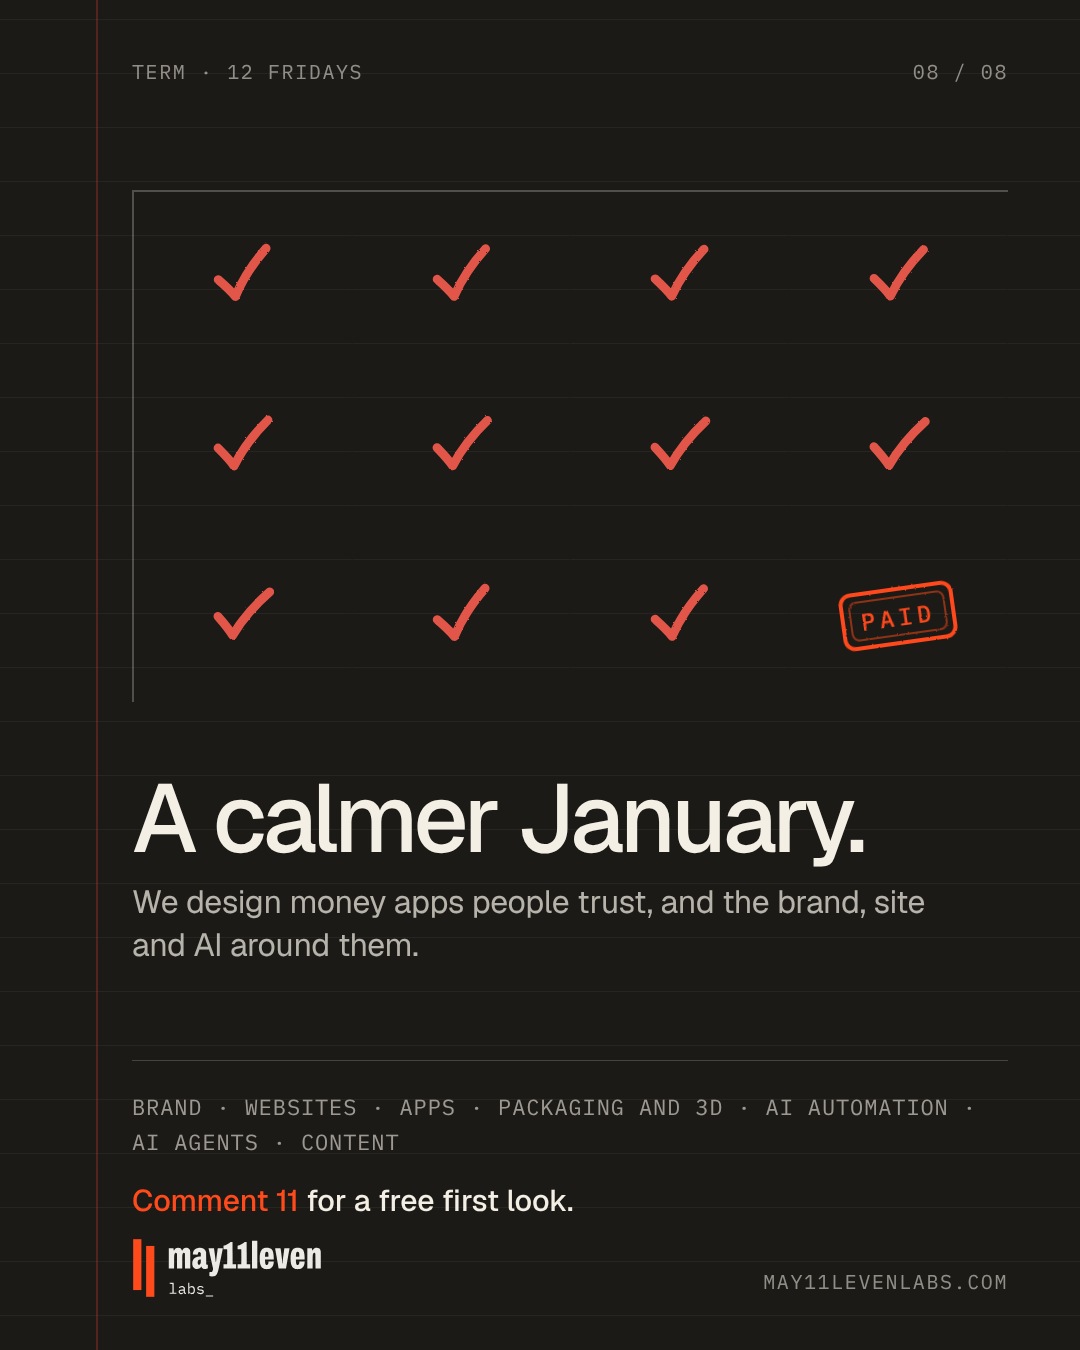 TERM · 12 FRIDAYS
08 / 08
PAID
A calmer January.
We design money apps people trust, and the brand, site
and AI around them.
BRAND · WEBSITES · APPS · PACKAGING AND 3D · AI AUTOMATION ·
AI AGENTS · CONTENT
Comment 11 for a free first look.
may11leven
labs_
MAY11LEVENLABS.COM